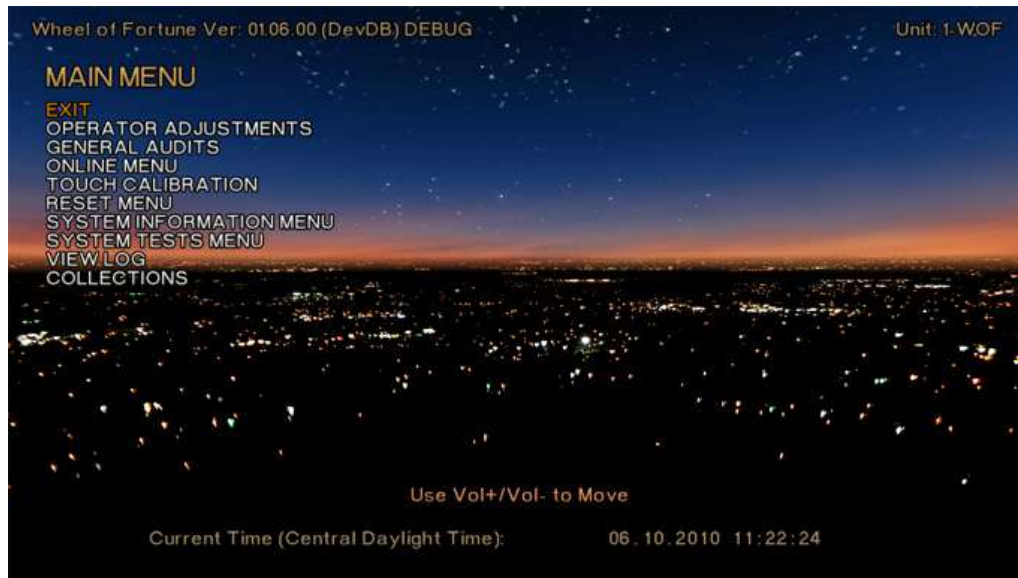 Wheel of Fortune Ver: 01.06.00 (DevDB) DEBUG
Unit: 1-WOF
MAIN MENU
EXIT
OPERATOR ADJUSTMENTS
GENERAL AUDITS
ONLINE MENU
TOUCH CALIBRATION
RESET MENU
SYSTEM INFORMATION MENU
SYSTEM TESTS MENU
VIEW LOG
COLLECTIONS
Use Vol+/Vol- to Move
Current Time (Central Daylight Time): 06.10.2010 11:22:24